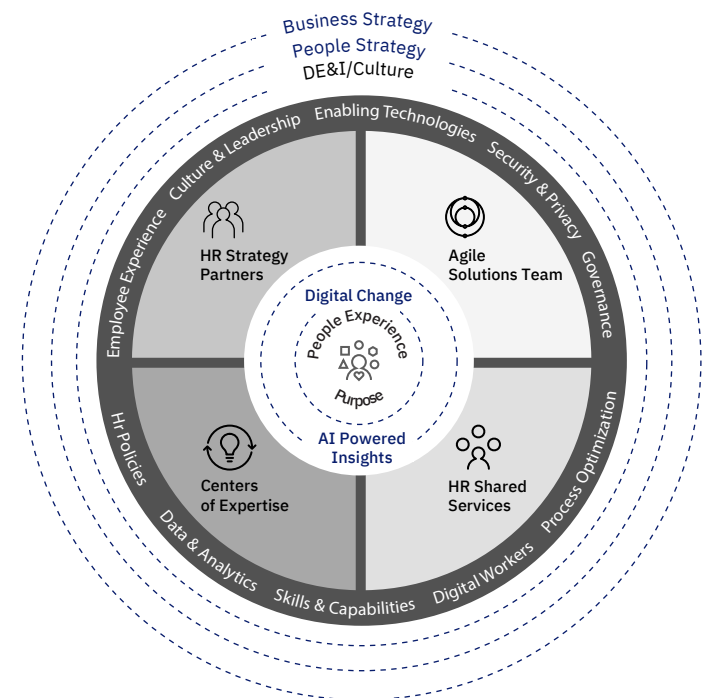 Business Strategy
People Strategy
DE&I/Culture
Employee Experience
Culture & Leadership
Enabling Technologies
Security & Privacy
Governance
HR Strategy
Partners
Agile
Solutions Team
Digital Change
People Experience
Purpose
AI Powered
Insights
Centers
of Expertise
HR Shared
Services
Hr Policies
Data & Analytics
Skills & Capabilities
Digital Workers
Process Optimization